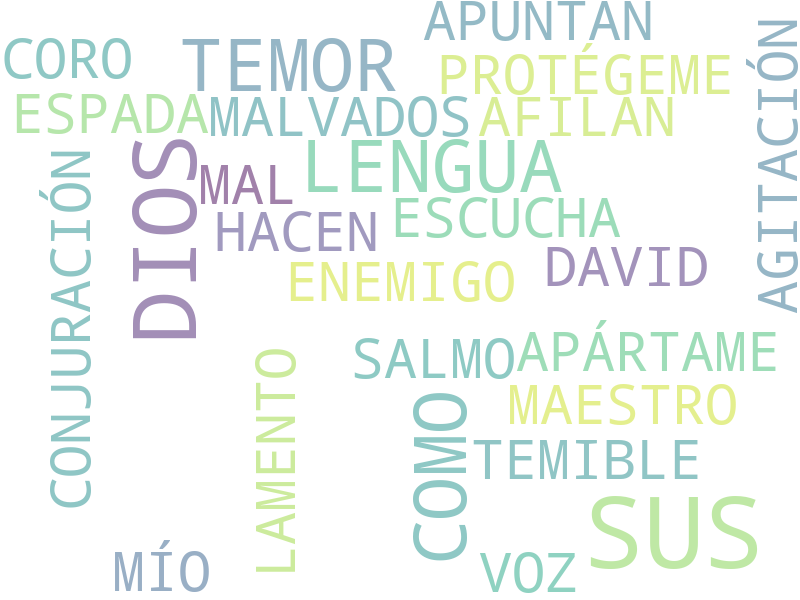 APUNTAN
CORO
TEMOR
PROTÉGEME
AGITACIÓN
ESPADA
MALVADOS
AFILAN
DIOS
LENGUA
MAL
CONJURACIÓN
ESCUCHA
HACEN
DAVID
ENEMIGO
SALMO
APÁRTAME
LAMENTO
MAESTRO
COMO
TEMIBLE
SUS
MÍO
VOZ